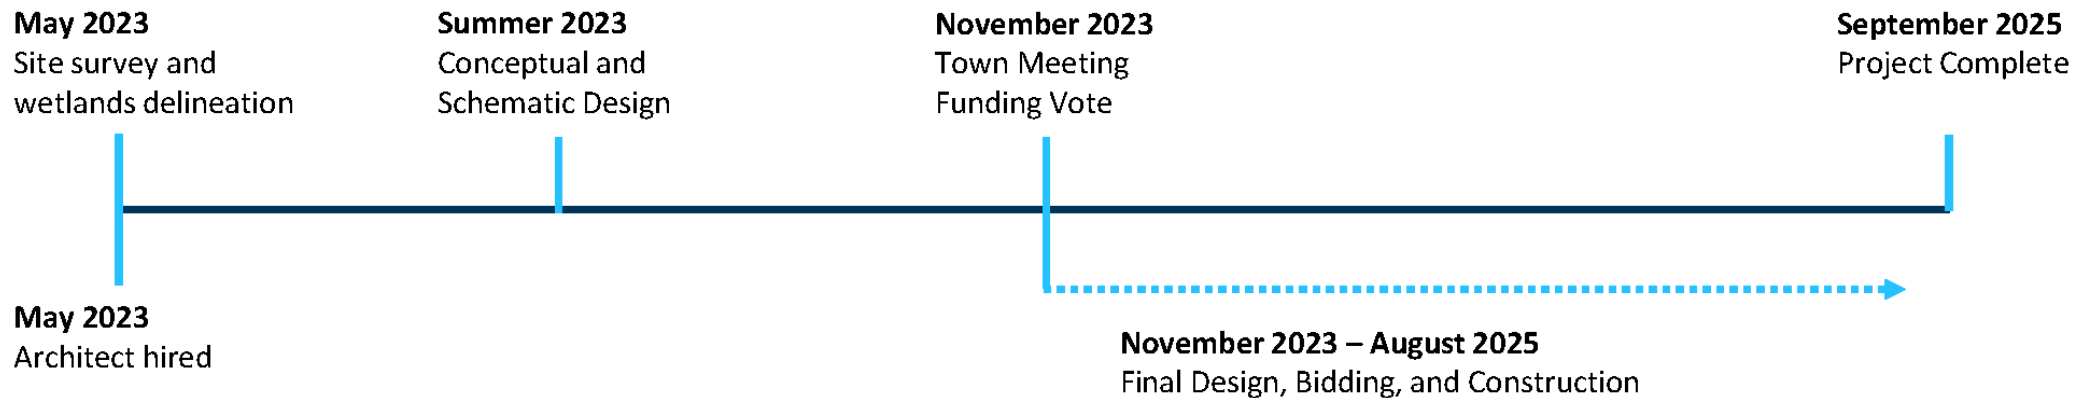 May 2023
Site survey and
wetlands delineation
Summer 2023
Conceptual and
Schematic Design
November 2023
Town Meeting
Funding Vote
September 2025
Project Complete
May 2023
Architect hired
November 2023 – August 2025
Final Design, Bidding, and Construction